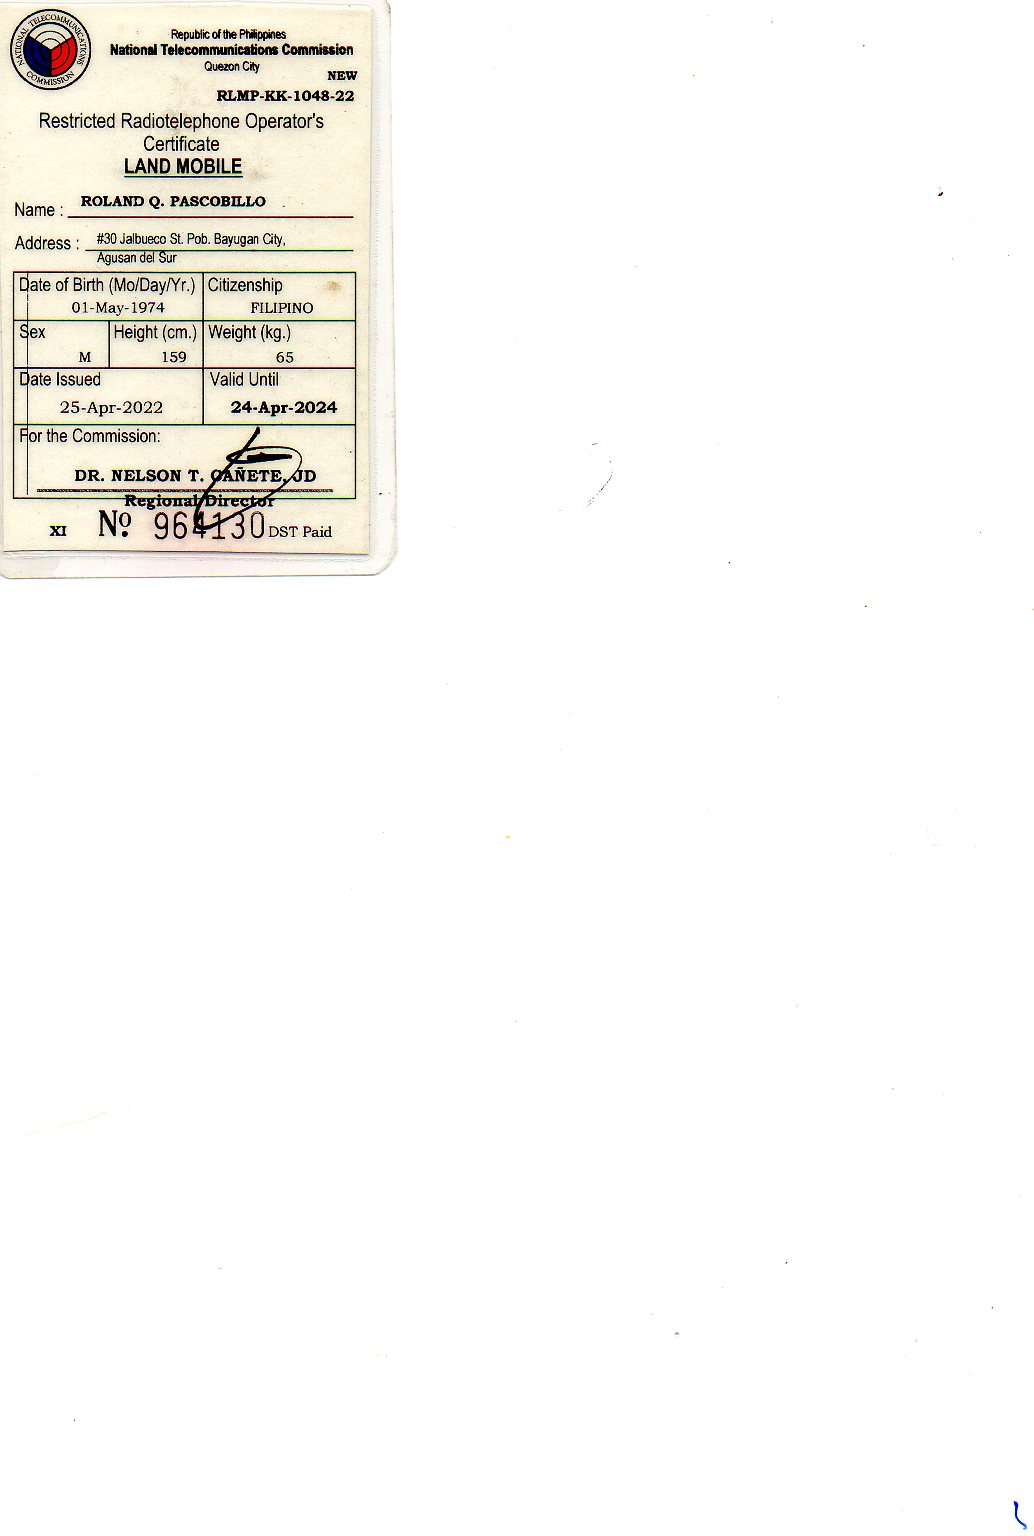 NATIONAL TELECOMMUNICATIONS COMMISSION
Republic of the Philippines
National Telecommunications Commission
Quezon City
NEW
RLMP-KK-1048-22
Restricted Radiotelephone Operator's
Certificate
LAND MOBILE
Name : ROLAND Q. PASCOBILLO
Address : #30 Jalbueco St. Pob. Bayugan City,
Agusan del Sur
Date of Birth (Mo/Day/Yr.) Citizenship
01-May-1974 FILIPINO
Sex Height (cm.) Weight (kg.)
M 159 65
Date Issued Valid Until
25-Apr-2022 24-Apr-2024
For the Commission:
DR. NELSON T. CAÑETE, JD
Regional Director
XI Nº 964130 DST Paid